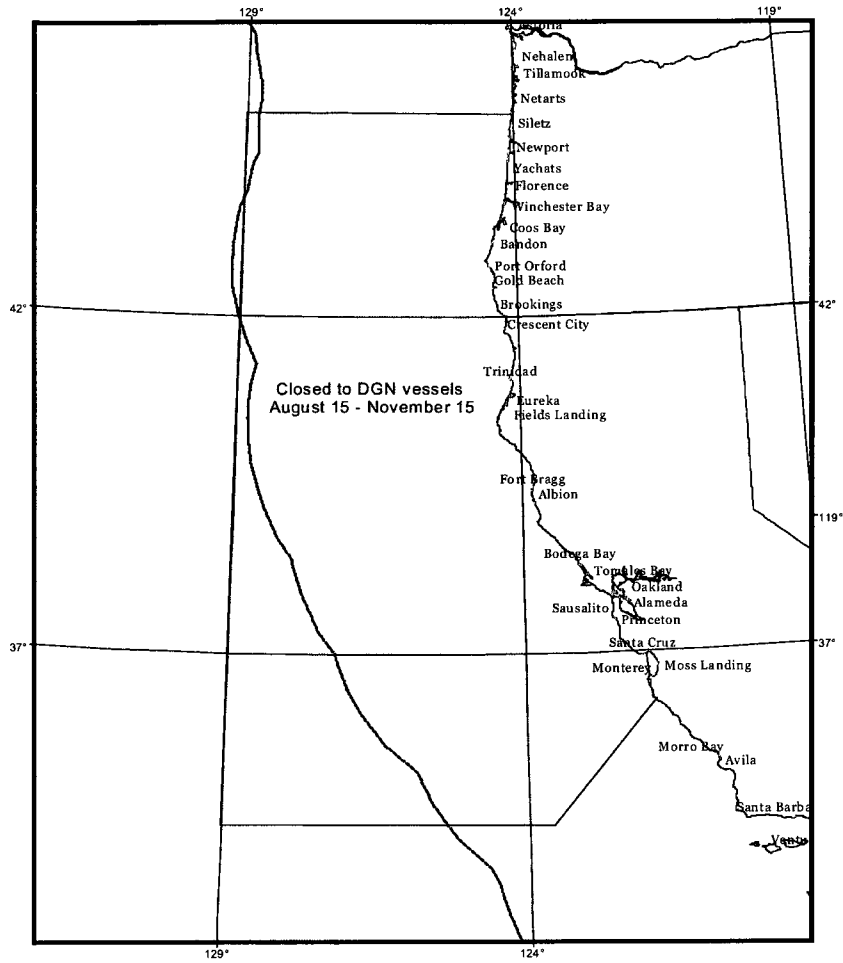 129°
124°
119°
Astoria
Nehalem
Tillamook
Netarts
Siletz
Newport
Yachats
Florence
Winchester Bay
Coos Bay
Bandon
Port Orford
Gold Beach
42°
Brookings
42°
Crescent City
Trinidad
Closed to DGN vessels
August 15 - November 15
Eureka
Fields Landing
Fort Bragg
Albion
119°
Bodega Bay
Tomales Bay
Oakland
Alameda
Sausalito
Princeton
37°
Santa Cruz
37°
Monterey
Moss Landing
Morro Bay
Avila
Santa Barba
Ventu
129°
124°